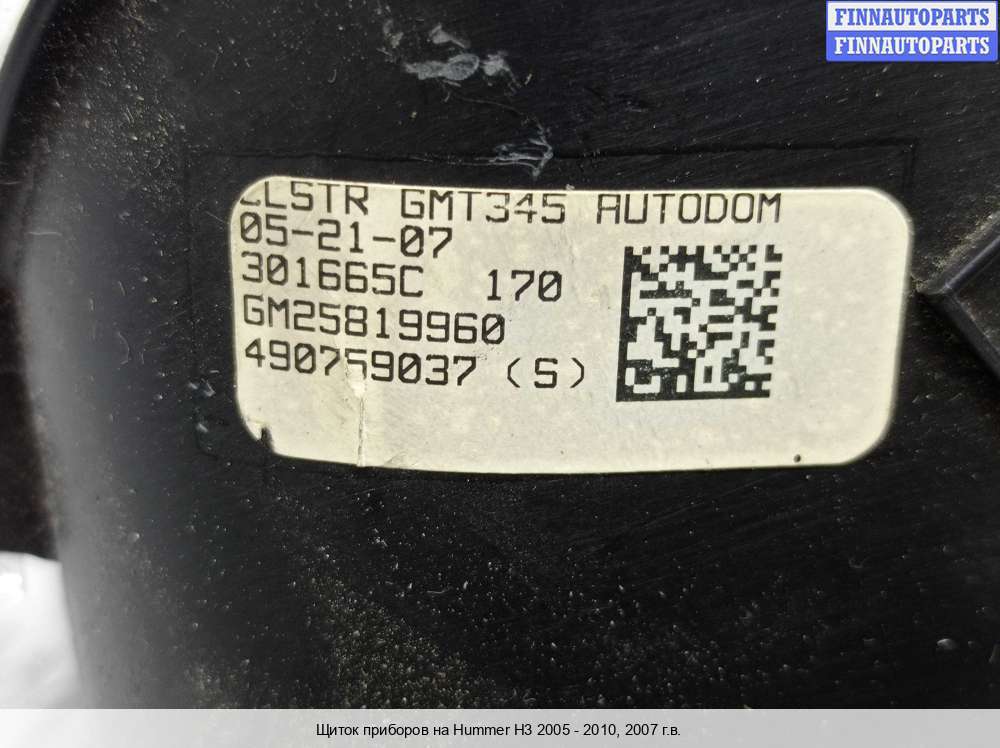 FINNAUTOPARTS
FINNAUTOPARTS
CLSTR GMT345 AUTODOM
05-21-07
301665C 170
GM25819960
490759037 (S)
Щиток приборов на Hummer H3 2005 - 2010, 2007 г.в.